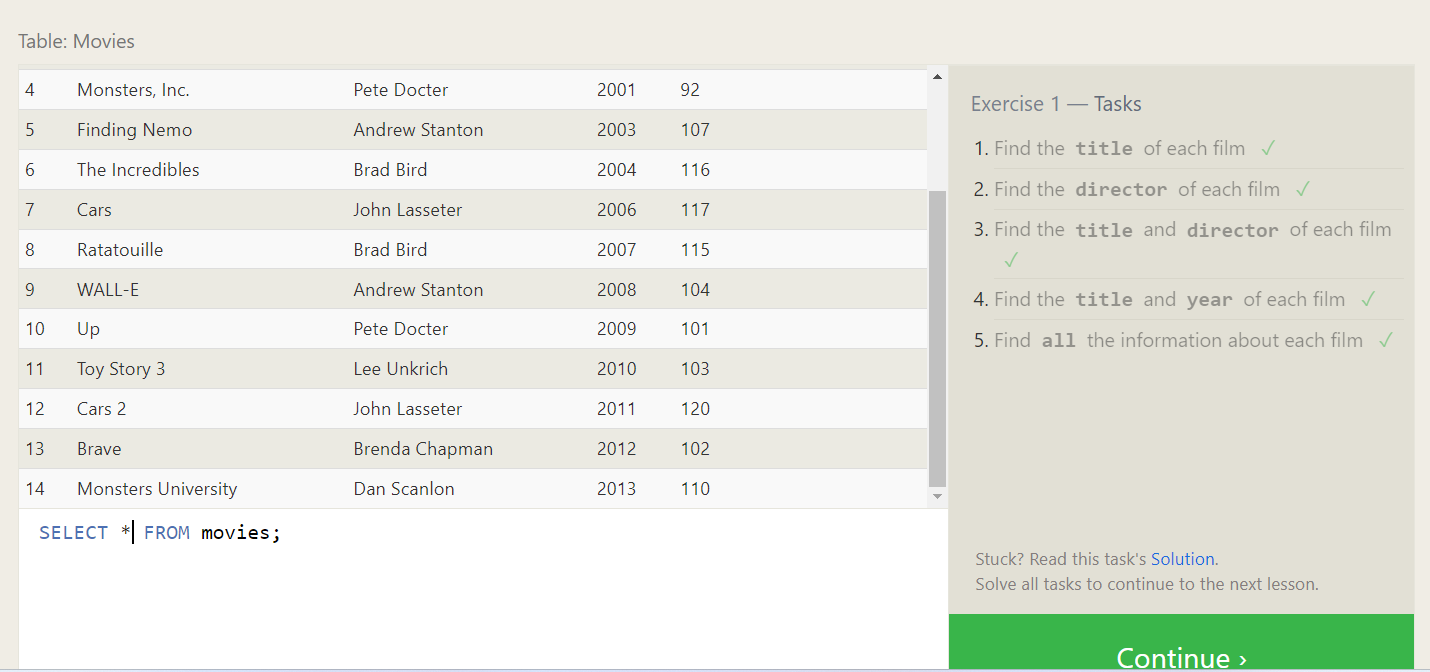 Table: Movies
4 Monsters, Inc. Pete Docter 2001 92
5 Finding Nemo Andrew Stanton 2003 107
6 The Incredibles Brad Bird 2004 116
7 Cars John Lasseter 2006 117
8 Ratatouille Brad Bird 2007 115
9 WALL-E Andrew Stanton 2008 104
10 Up Pete Docter 2009 101
11 Toy Story 3 Lee Unkrich 2010 103
12 Cars 2 John Lasseter 2011 120
13 Brave Brenda Chapman 2012 102
14 Monsters University Dan Scanlon 2013 110
SELECT * FROM movies;
Exercise 1 — Tasks
1. Find the title of each film ✓
2. Find the director of each film ✓
3. Find the title and director of each film
✓
4. Find the title and year of each film ✓
5. Find all the information about each film ✓
Stuck? Read this task's Solution.
Solve all tasks to continue to the next lesson.
Continue ›